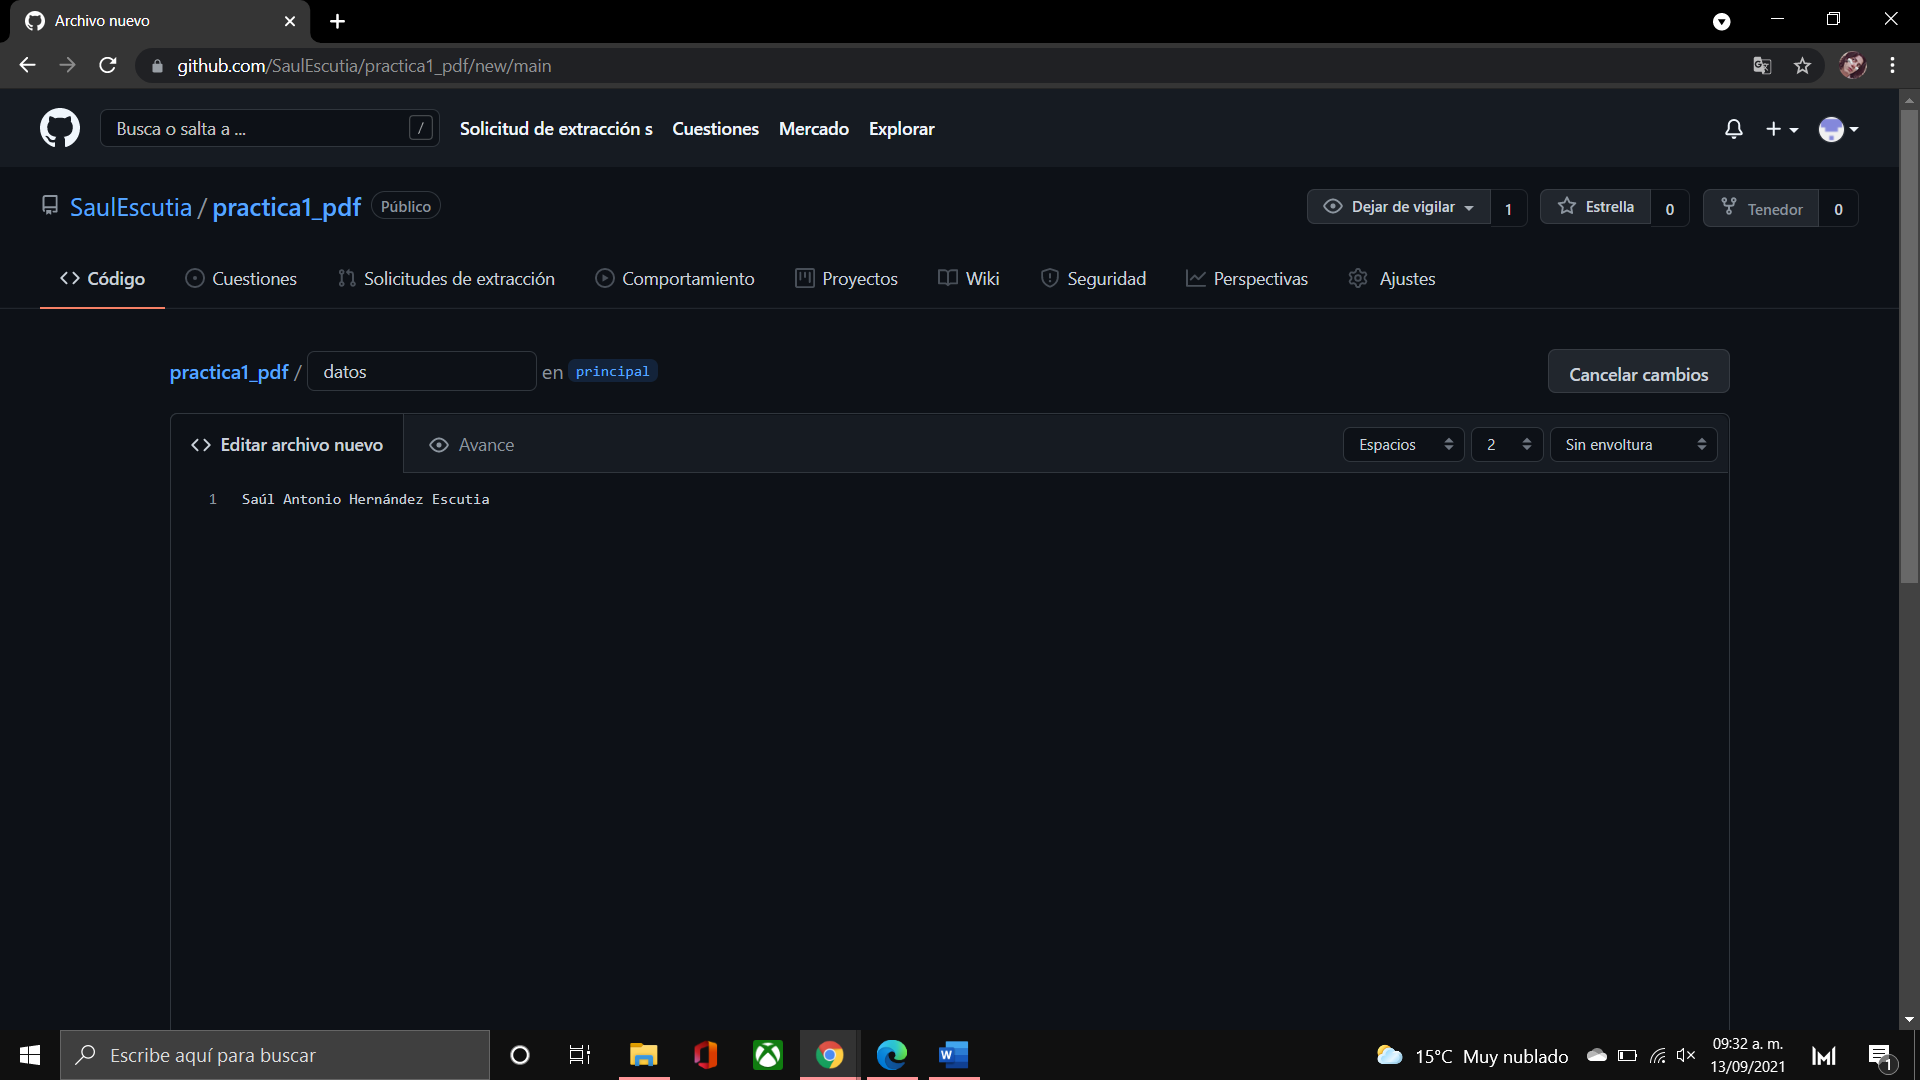 Archivo nuevo
github.com/SaulEscutia/practica1_pdf/new/main
Busca o salta a ... /
Solicitud de extracción s Cuestiones Mercado Explorar
SaulEscutia / practica1_pdf Público
Dejar de vigilar 1 Estrella 0 Tenedor 0
Código Cuestiones Solicitudes de extracción Comportamiento Proyectos Wiki Seguridad Perspectivas Ajustes
practica1_pdf / datos en principal Cancelar cambios
Editar archivo nuevo Avance Espacios 2 Sin envoltura
1 Saúl Antonio Hernández Escutia
Escribe aquí para buscar
15°C Muy nublado
09:32 a. m.
13/09/2021
1